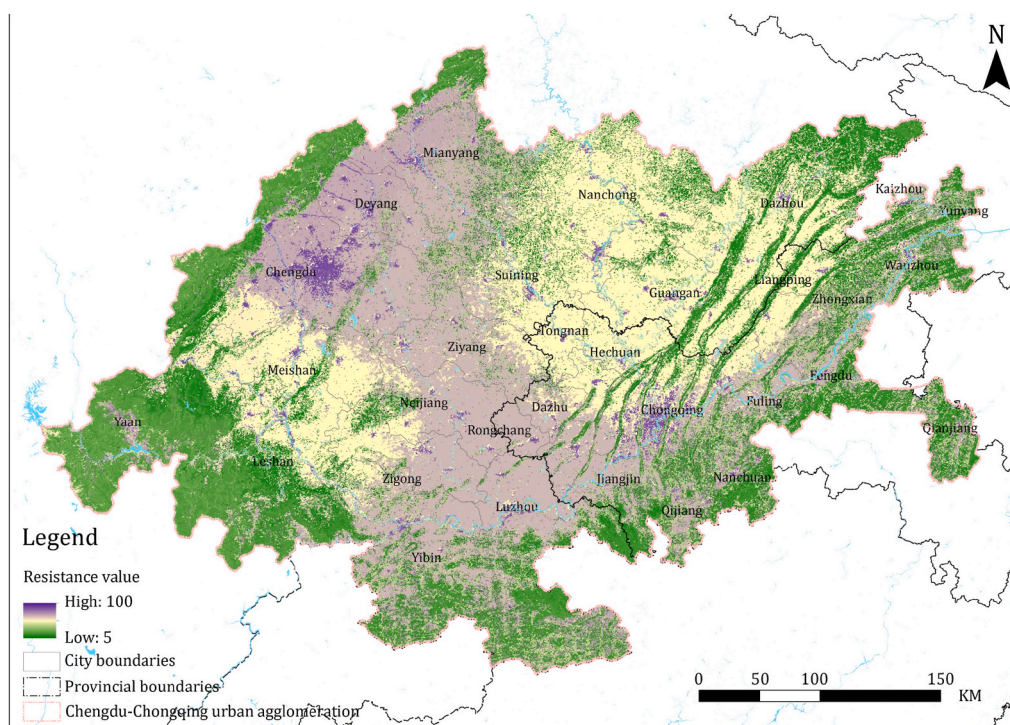 N
Mianyang
Nanchong
Kaizhou
Deyang
Dazhou
Yunyang
Chengdu
Suining
Liangping
Wanzhou
Guangan
Zhongxian
Tongnan
Ziyang
Hechuan
Meishan
Fengdu
Neijiang
Dazhu
Chongqing
Fuling
Yaan
Rongchang
Qianjiang
Leshan
Zigong
Jiangjin
Nanchuan
Luzhou
Qijiang
Yibin
Legend
Resistance value
High: 100
Low: 5
City boundaries
Provincial boundaries
Chengdu-Chongqing urban agglomeration
0 50 100 150
KM